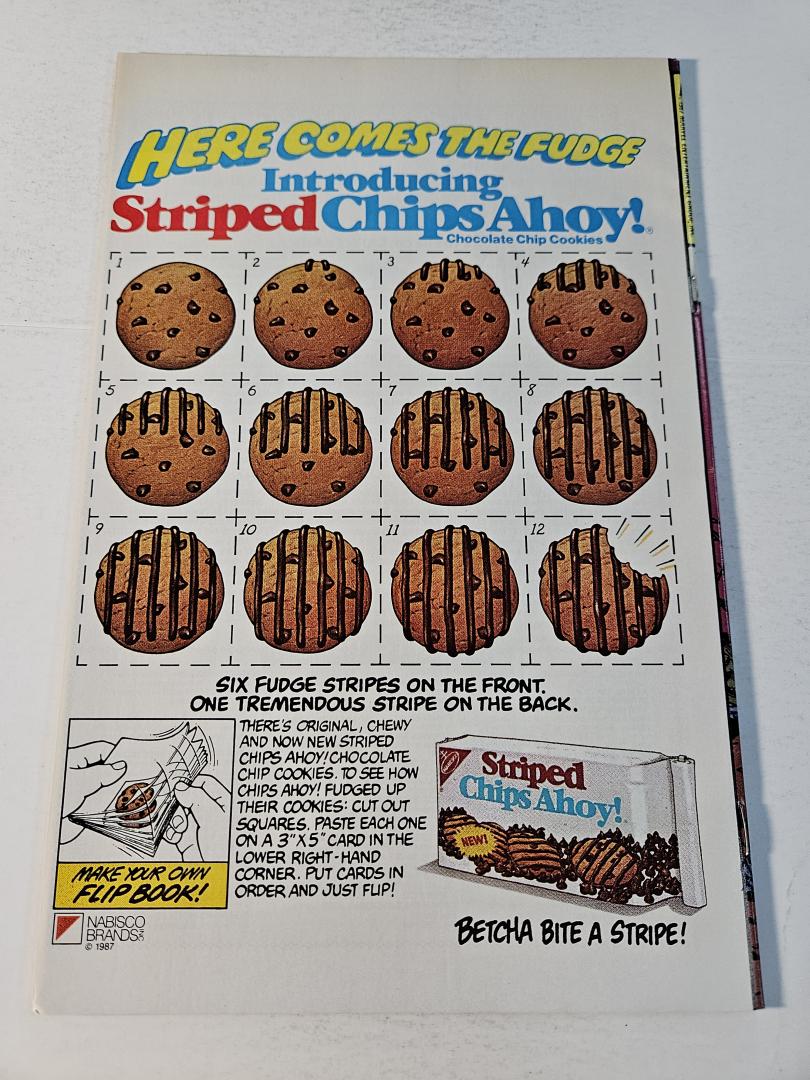 HERE COMES THE FUDGE
Introducing
Striped Chips Ahoy!®
Chocolate Chip Cookies
1 2 3 4
5 6 7 8
9 10 11 12
SIX FUDGE STRIPES ON THE FRONT.
ONE TREMENDOUS STRIPE ON THE BACK.
THERE'S ORIGINAL, CHEWY
AND NOW NEW STRIPED
CHIPS AHOY! CHOCOLATE
CHIP COOKIES. TO SEE HOW
CHIPS AHOY! FUDGED UP
THEIR COOKIES: CUT OUT
SQUARES. PASTE EACH ONE
ON A 3"X5" CARD IN THE
LOWER RIGHT-HAND
CORNER. PUT CARDS IN
ORDER AND JUST FLIP!
MAKE YOUR OWN
FLIP BOOK!
NABISCO
BRANDS INC
© 1987
NABISCO
Striped
Chips Ahoy!
NEW!
BETCHA BITE A STRIPE!